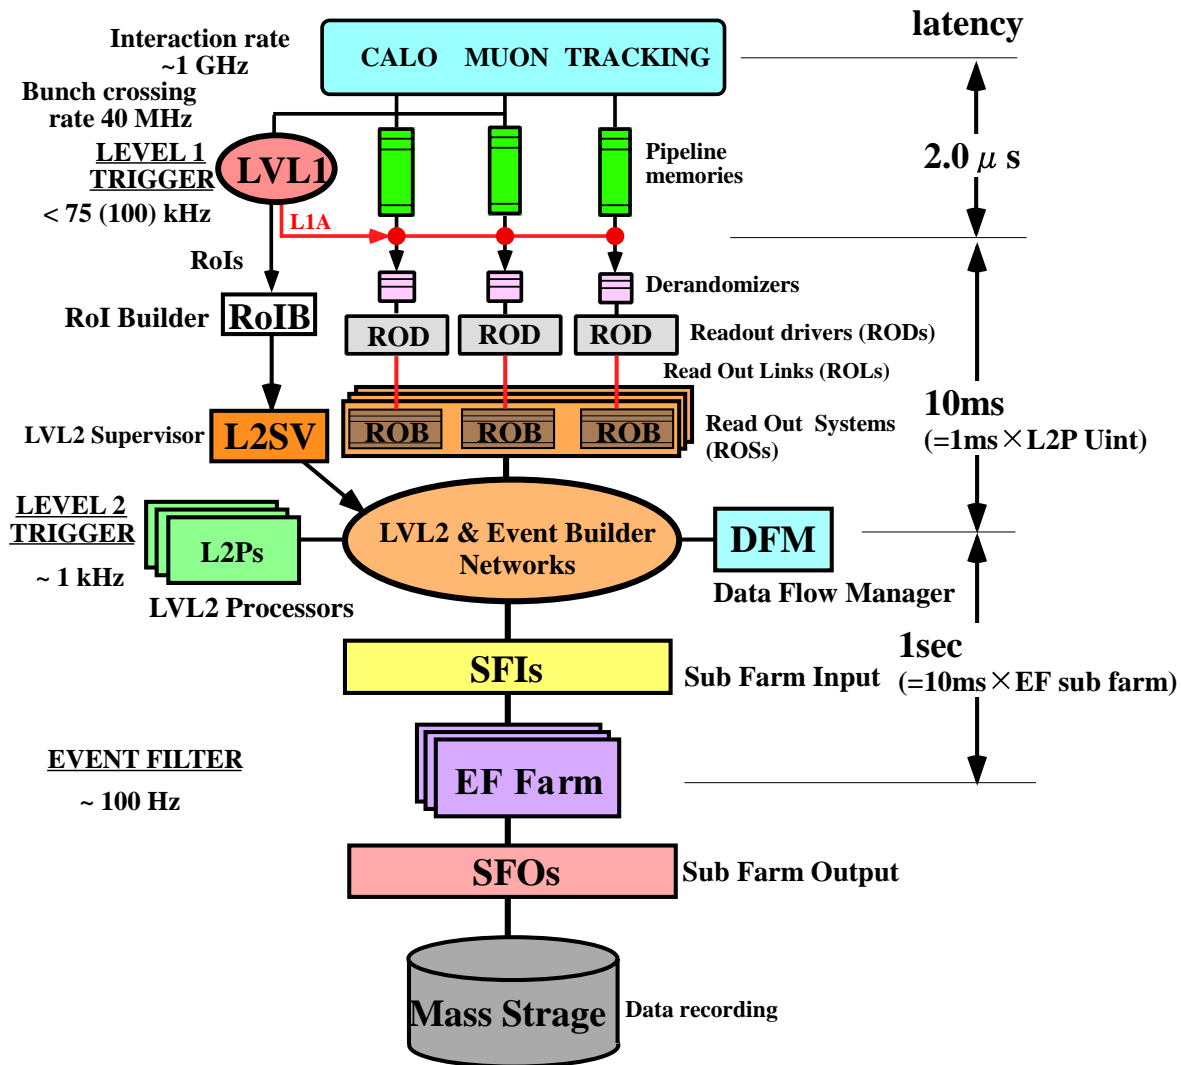 latency
Interaction rate
~1 GHz
CALO MUON TRACKING
Bunch crossing
rate 40 MHz
LEVEL 1
TRIGGER
< 75 (100) kHz
LVL1
Pipeline
memories
2.0 μ s
L1A
RoIs
Derandomizers
RoI Builder
RoIB
ROD
ROD
ROD
Readout drivers (RODs)
Read Out Links (ROLs)
10ms
(=1ms×L2P Uint)
LVL2 Supervisor
L2SV
ROB
ROB
ROB
Read Out Systems
(ROSs)
LEVEL 2
TRIGGER
~ 1 kHz
L2Ps
LVL2 Processors
LVL2 & Event Builder
Networks
DFM
Data Flow Manager
1sec
(=10ms×EF sub farm)
SFIs
Sub Farm Input
EVENT FILTER
~ 100 Hz
EF Farm
SFOs
Sub Farm Output
Mass Strage
Data recording